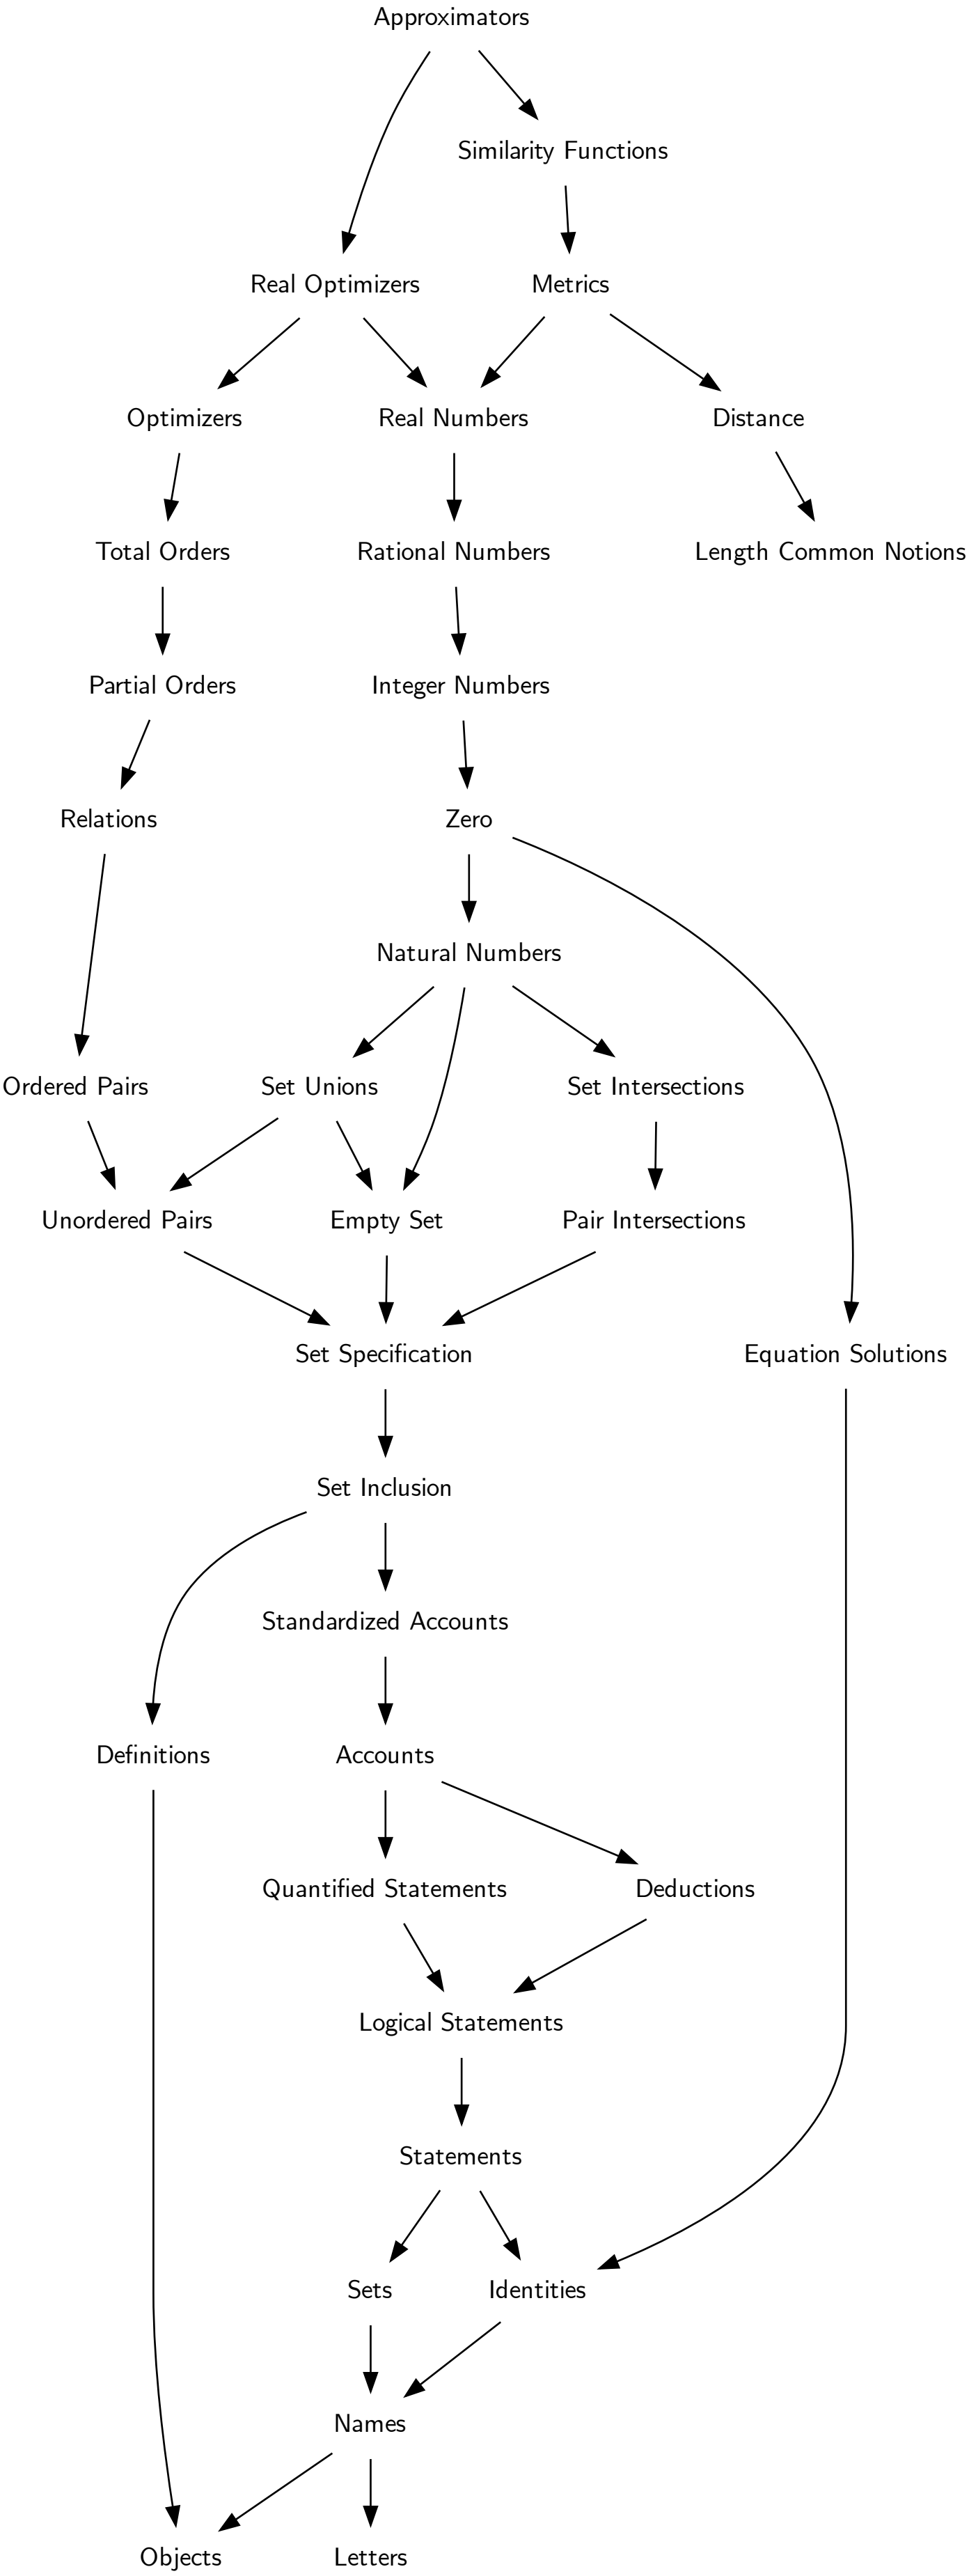 Approximators
Similarity Functions
Real Optimizers
Metrics
Optimizers
Real Numbers
Distance
Total Orders
Rational Numbers
Length Common Notions
Partial Orders
Integer Numbers
Relations
Zero
Natural Numbers
Ordered Pairs
Set Unions
Set Intersections
Unordered Pairs
Empty Set
Pair Intersections
Set Specification
Equation Solutions
Set Inclusion
Standardized Accounts
Definitions
Accounts
Quantified Statements
Deductions
Logical Statements
Statements
Sets
Identities
Names
Objects
Letters